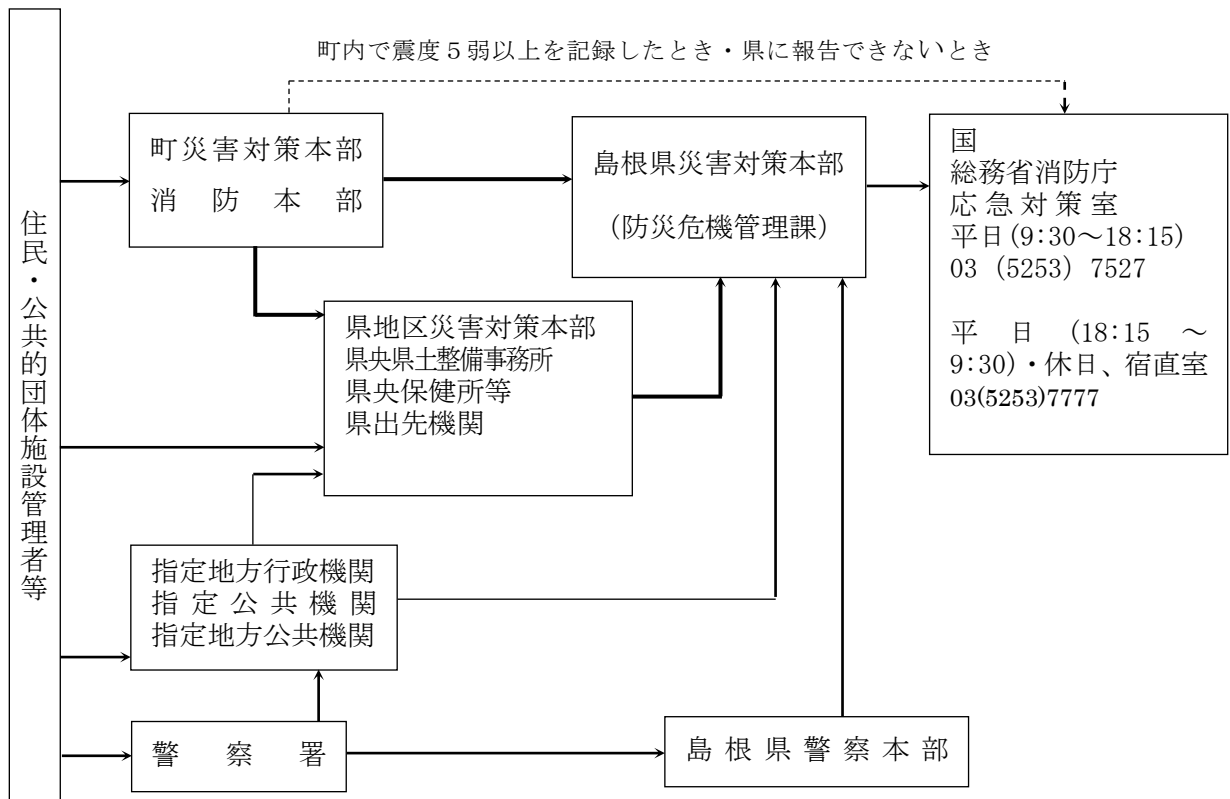 町内で震度５弱以上を記録したとき・県に報告できないとき
住民・公共的団体施設管理者等
町災害対策本部
消防本部
島根県災害対策本部
（防災危機管理課）
国
総務省消防庁
応急対策室
平日(9:30～18:15)
03（5253）7527
平日（18:15～
9:30)・休日、宿直室
03(5253)7777
県地区災害対策本部
県央県土整備事務所
県央保健所等
県出先機関
指定地方行政機関
指定公共機関
指定地方公共機関
警察署
島根県警察本部